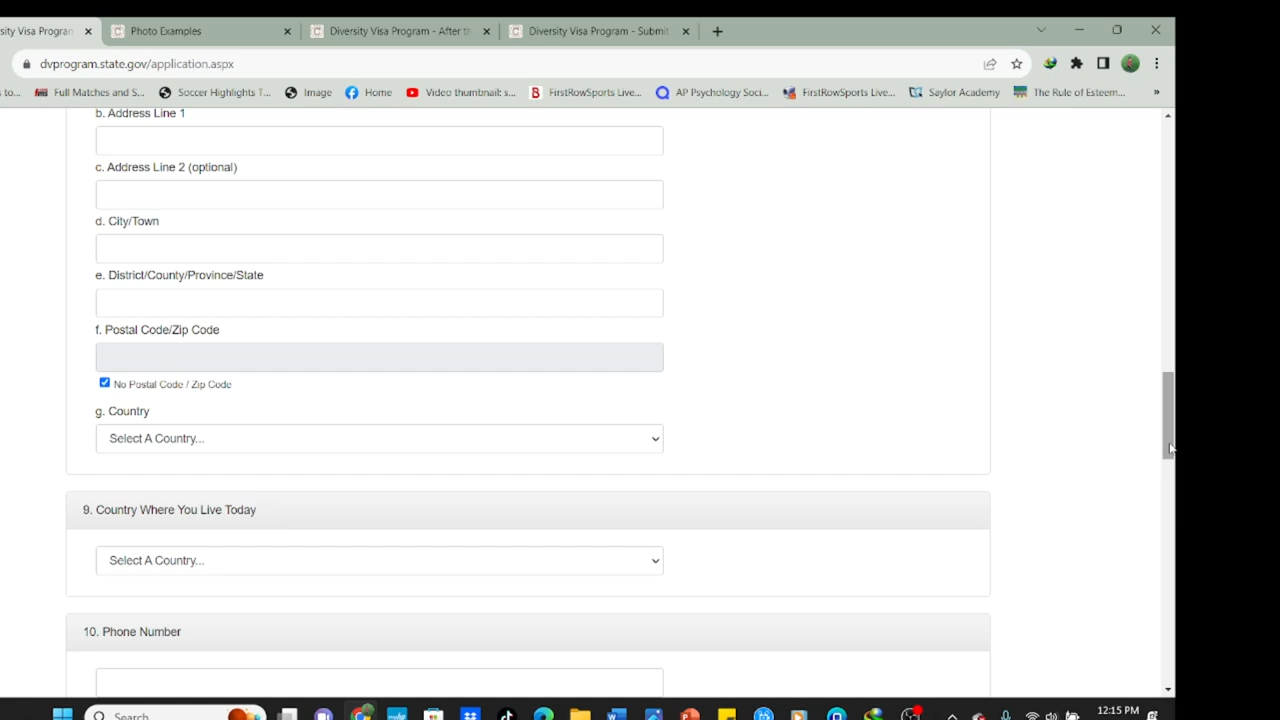 sity Visa Program
Photo Examples
Diversity Visa Program - After th
Diversity Visa Program - Submit
dvprogram.state.gov/application.aspx
s to...
Full Matches and S...
Soccer Highlights T...
Image
Home
Video thumbnail: s...
FirstRowSports Live...
AP Psychology Soci...
FirstRowSports Live...
Saylor Academy
The Rule of Esteem...
»
b. Address Line 1
c. Address Line 2 (optional)
d. City/Town
e. District/County/Province/State
f. Postal Code/Zip Code
No Postal Code / Zip Code
g. Country
Select A Country...
9. Country Where You Live Today
Select A Country...
10. Phone Number
Search
12:15 PM